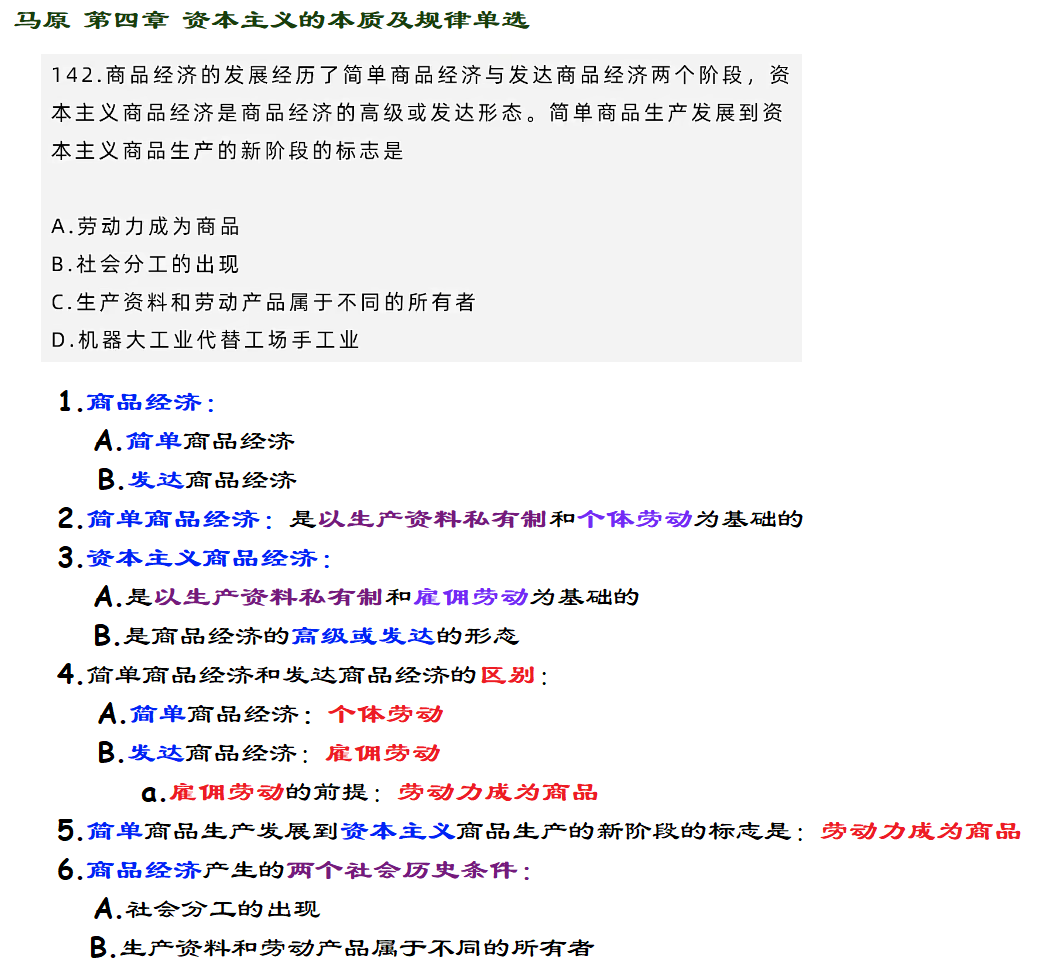 马原 第四章 资本主义的本质及规律单选
142.商品经济的发展经历了简单商品经济与发达商品经济两个阶段，资
本主义商品经济是商品经济的高级或发达形态。简单商品生产发展到资
本主义商品生产的新阶段的标志是
A.劳动力成为商品
B.社会分工的出现
C.生产资料和劳动产品属于不同的所有者
D.机器大工业代替工场手工业
1.商品经济：
A.简单商品经济
B.发达商品经济
2.简单商品经济：是以生产资料私有制和个体劳动为基础的
3.资本主义商品经济：
A.是以生产资料私有制和雇佣劳动为基础的
B.是商品经济的高级或发达的形态
4.简单商品经济和发达商品经济的区别：
A.简单商品经济：个体劳动
B.发达商品经济：雇佣劳动
a.雇佣劳动的前提：劳动力成为商品
5.简单商品生产发展到资本主义商品生产的新阶段的标志是：劳动力成为商品
6.商品经济产生的两个社会历史条件：
A.社会分工的出现
B.生产资料和劳动产品属于不同的所有者